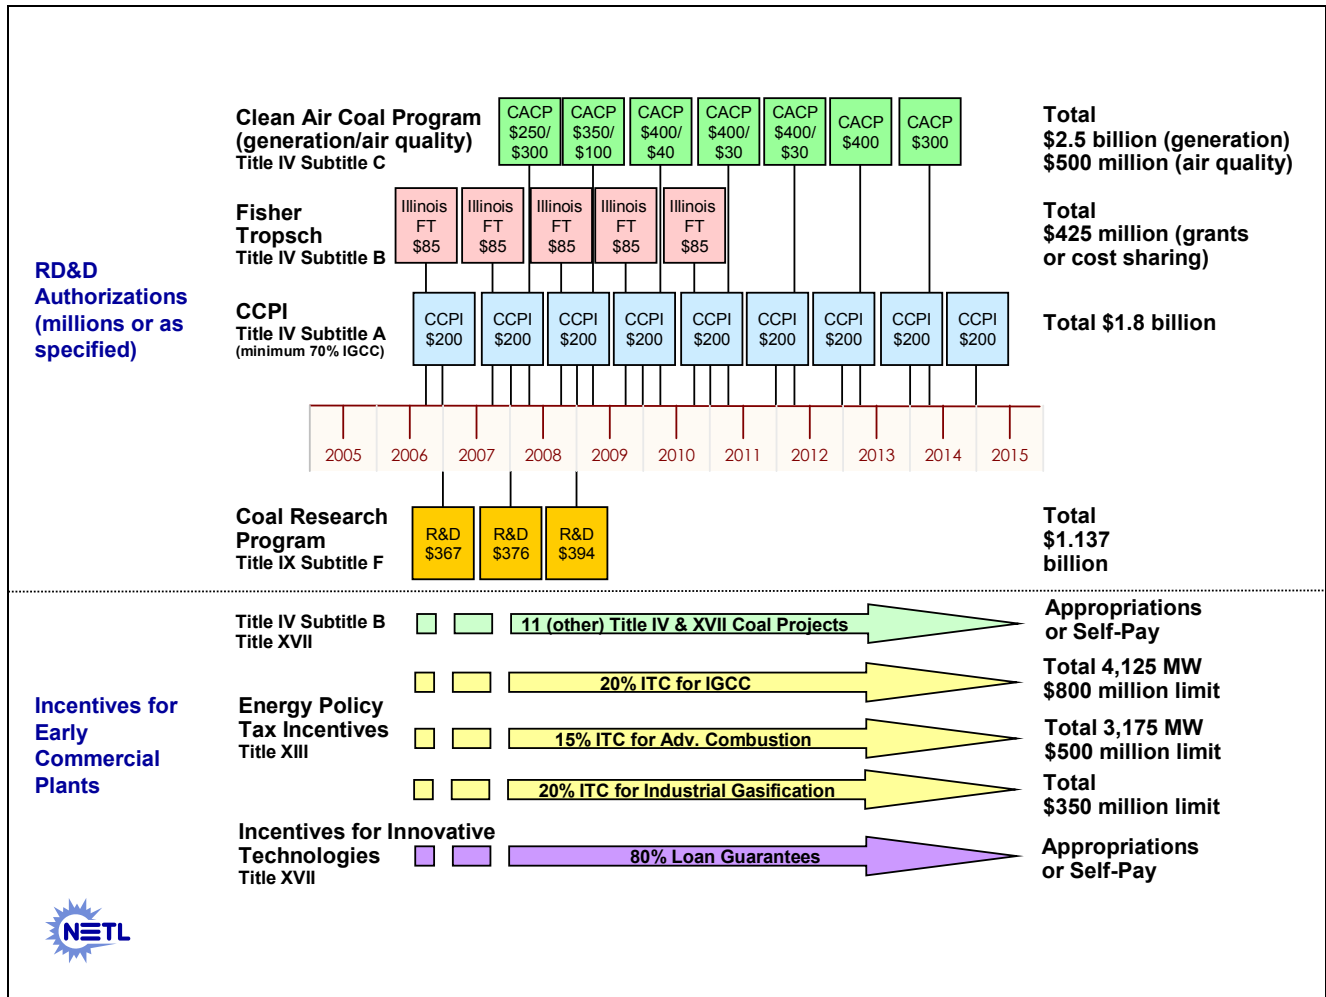 Clean Air Coal Program
(generation/air quality)
Title IV Subtitle C
CACP
$250/
$300
CACP
$350/
$100
CACP
$400/
$40
CACP
$400/
$30
CACP
$400/
$30
CACP
$400
CACP
$300
Total
$2.5 billion (generation)
$500 million (air quality)
Fisher
Tropsch
Title IV Subtitle B
Illinois
FT
$85
Illinois
FT
$85
Illinois
FT
$85
Illinois
FT
$85
Illinois
FT
$85
Total
$425 million (grants
or cost sharing)
RD&D
Authorizations
(millions or as
specified)
CCPI
Title IV Subtitle A
(minimum 70% IGCC)
CCPI
$200
CCPI
$200
CCPI
$200
CCPI
$200
CCPI
$200
CCPI
$200
CCPI
$200
CCPI
$200
CCPI
$200
Total $1.8 billion
2005 2006 2007 2008 2009 2010 2011 2012 2013 2014 2015
Coal Research
Program
Title IX Subtitle F
R&D
$367
R&D
$376
R&D
$394
Total
$1.137
billion
Title IV Subtitle B
Title XVII
11 (other) Title IV & XVII Coal Projects
Appropriations
or Self-Pay
Incentives for
Early
Commercial
Plants
Energy Policy
Tax Incentives
Title XIII
20% ITC for IGCC
Total 4,125 MW
$800 million limit
15% ITC for Adv. Combustion
Total 3,175 MW
$500 million limit
20% ITC for Industrial Gasification
Total
$350 million limit
Incentives for Innovative
Technologies
Title XVII
80% Loan Guarantees
Appropriations
or Self-Pay
NETL